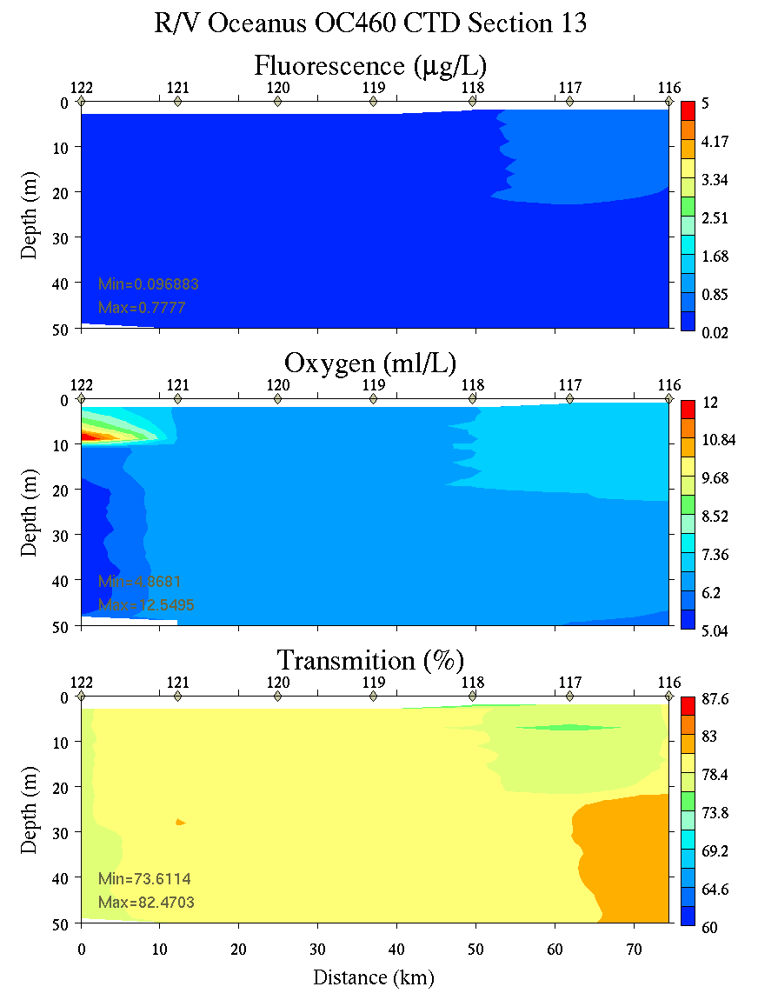 R/V Oceanus OC460 CTD Section 13
Fluorescence (µg/L)
122 121 120 119 118 117 116
0
10
20
30
40
50
Depth (m)
Min=0.096883
Max=0.7777
5
4.17
3.34
2.51
1.68
0.85
0.02
Oxygen (ml/L)
122 121 120 119 118 117 116
0
10
20
30
40
50
Depth (m)
Min=4.8681
Max=12.5495
12
10.84
9.68
8.52
7.36
6.2
5.04
Transmition (%)
122 121 120 119 118 117 116
0
10
20
30
40
50
Depth (m)
Min=73.6114
Max=82.4703
87.6
83
78.4
73.8
69.2
64.6
60
0 10 20 30 40 50 60 70
Distance (km)